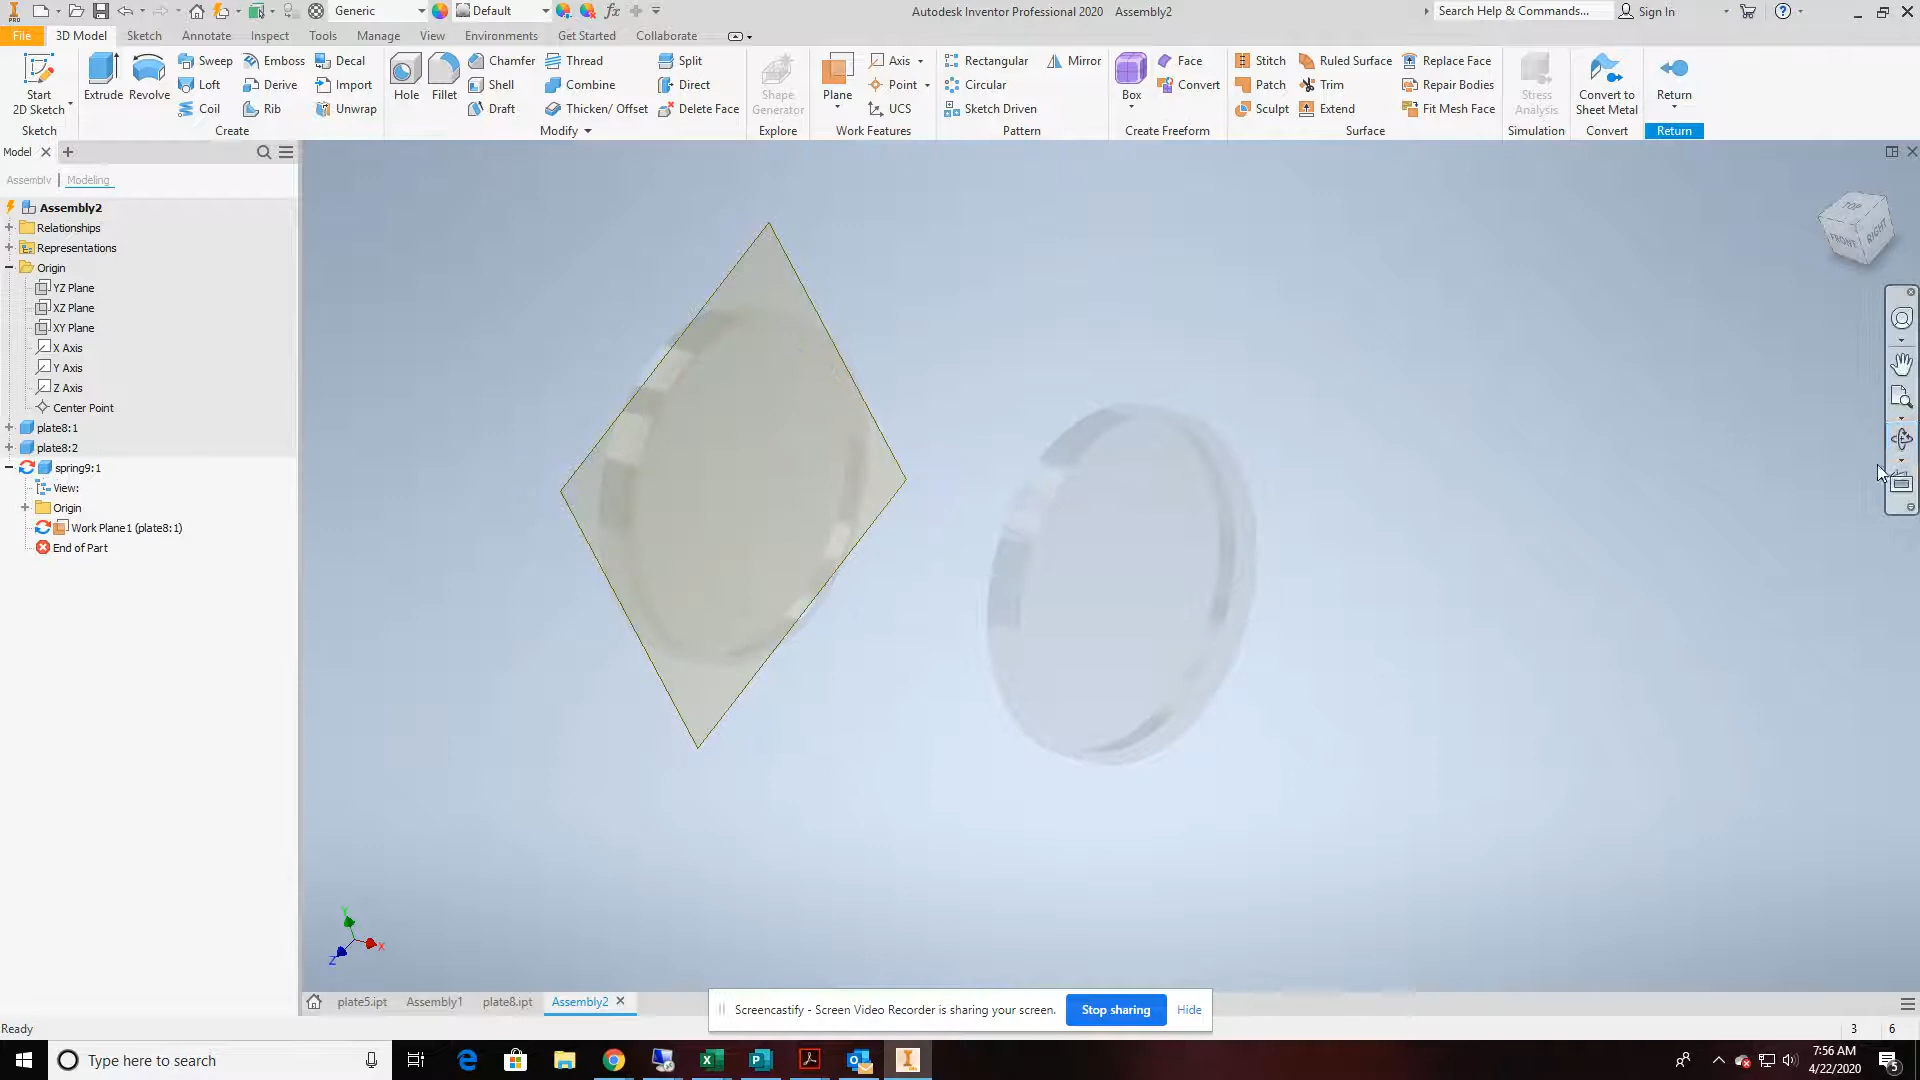 PRO Generic Default fx Autodesk Inventor Professional 2020 Assembly2 Search Help & Commands... Sign In
File 3D Model Sketch Annotate Inspect Tools Manage View Environments Get Started Collaborate
Start 2D Sketch Extrude Revolve Sweep Emboss Decal Hole Fillet Chamfer Thread Split Shape Generator Plane Axis Rectangular Mirror Box Face Stitch Ruled Surface Replace Face Stress Analysis Convert to Sheet Metal Return
Loft Derive Import Shell Combine Direct Point Circular Convert Patch Trim Repair Bodies
Coil Rib Unwrap Draft Thicken/ Offset Delete Face UCS Sketch Driven Sculpt Extend Fit Mesh Face
Sketch Create Modify Explore Work Features Pattern Create Freeform Surface Simulation Convert Return
Model
Assembly | Modeling
Assembly2
Relationships
Representations
Origin
YZ Plane
XZ Plane
XY Plane
X Axis
Y Axis
Z Axis
Center Point
plate8:1
plate8:2
spring9:1
View:
Origin
Work Plane1 (plate8:1)
End of Part
TOP
FRONT RIGHT
Y
X
Z
plate5.ipt Assembly1 plate8.ipt Assembly2
Screencastify - Screen Video Recorder is sharing your screen. Stop sharing Hide
Ready 3 6
Type here to search
7:56 AM
4/22/2020
5